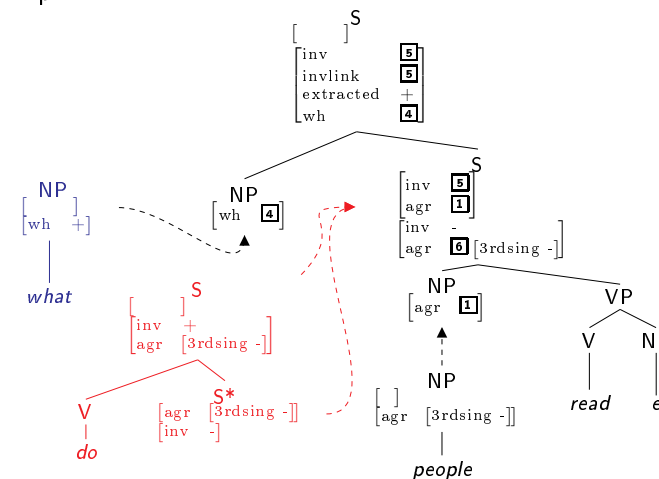 S
[ ]
inv 5
invlink 5
extracted +
wh 4
S
NP
NP
inv 5
[ ]
[wh 4]
agr 1
[wh +]
inv -
agr 6 [3rdsing -]
what
S
NP
VP
[ ]
[agr 1]
inv +
agr [3rdsing -]
V N
NP
S*
[ ]
V
[agr [3rdsing -]]
read e
[agr [3rdsing -]]
[inv -]
do
people